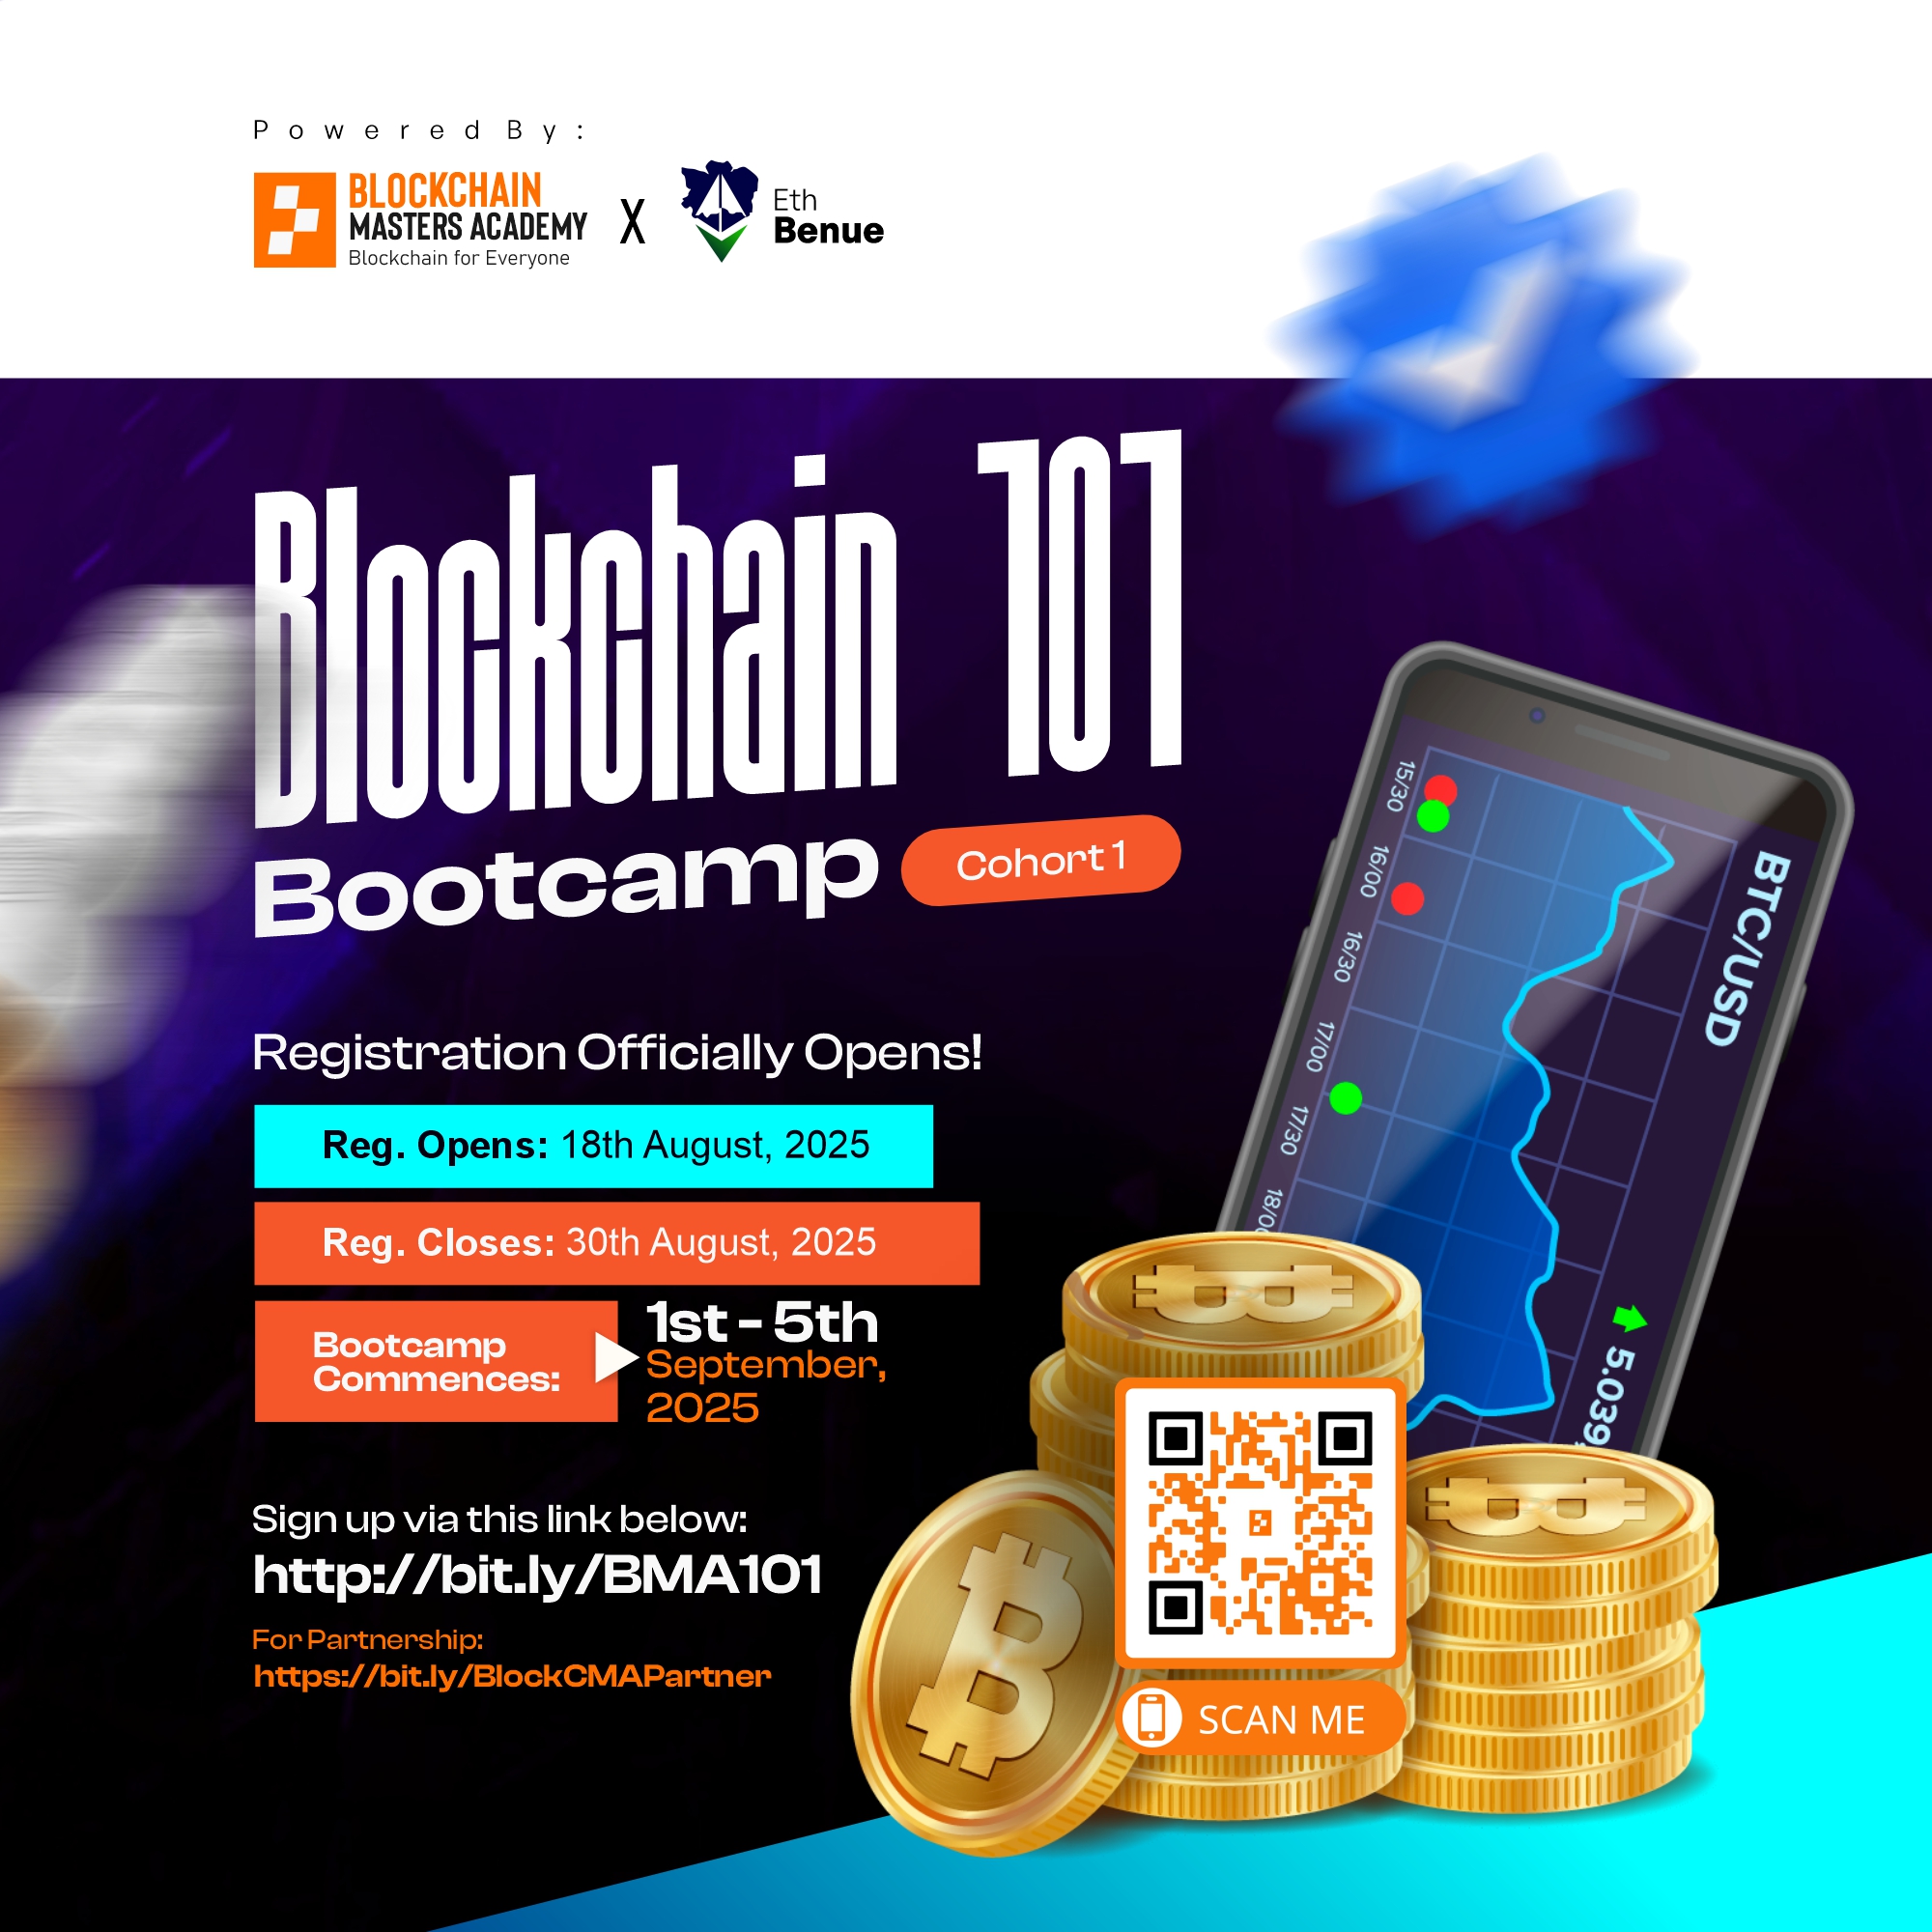 Powered By:
BLOCKCHAIN
MASTERS ACADEMY
Blockchain for Everyone
X
Eth
Benue
Blockchain 101
Bootcamp
Cohort 1
Registration Officially Opens!
Reg. Opens: 18th August, 2025
Reg. Closes: 30th August, 2025
Bootcamp
Commences:
1st - 5th
September,
2025
Sign up via this link below:
http://bit.ly/BMA101
For Partnership:
https://bit.ly/BlockCMAPartner
BTC/USD
5.039
15/30
16/00
16/30
17/00
17/30
SCAN ME